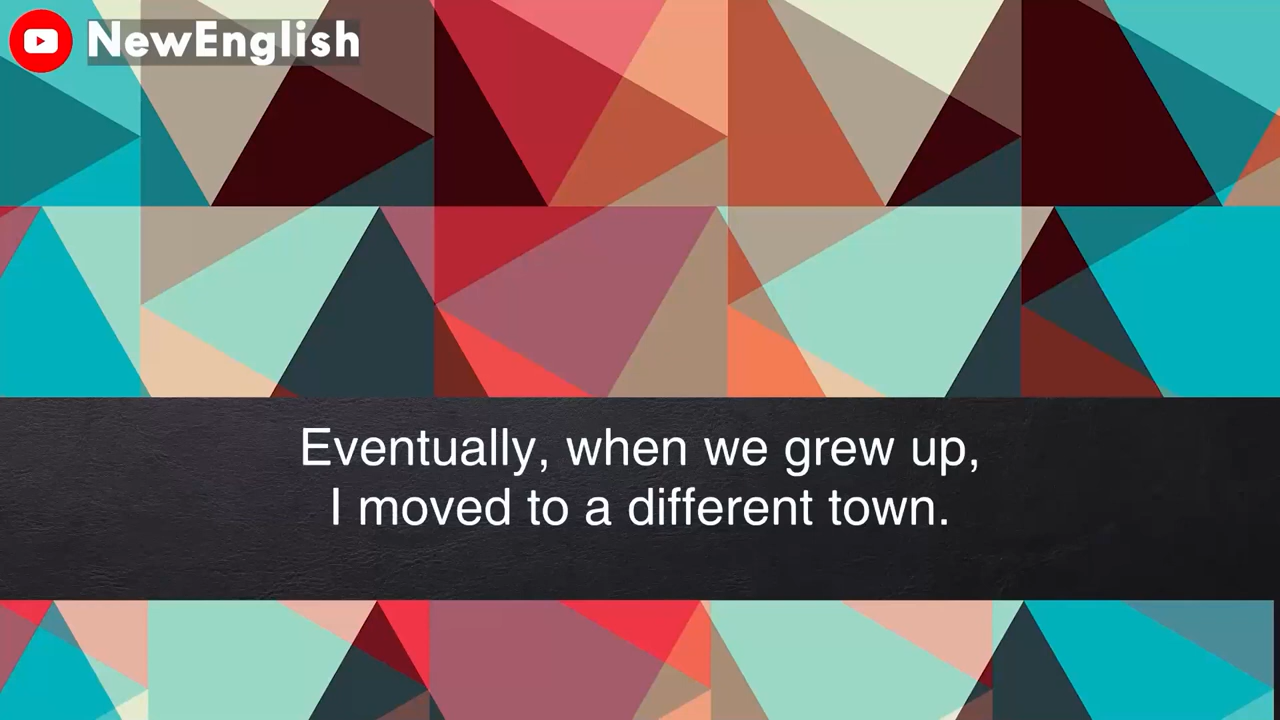 NewEnglish
Eventually, when we grew up,
I moved to a different town.